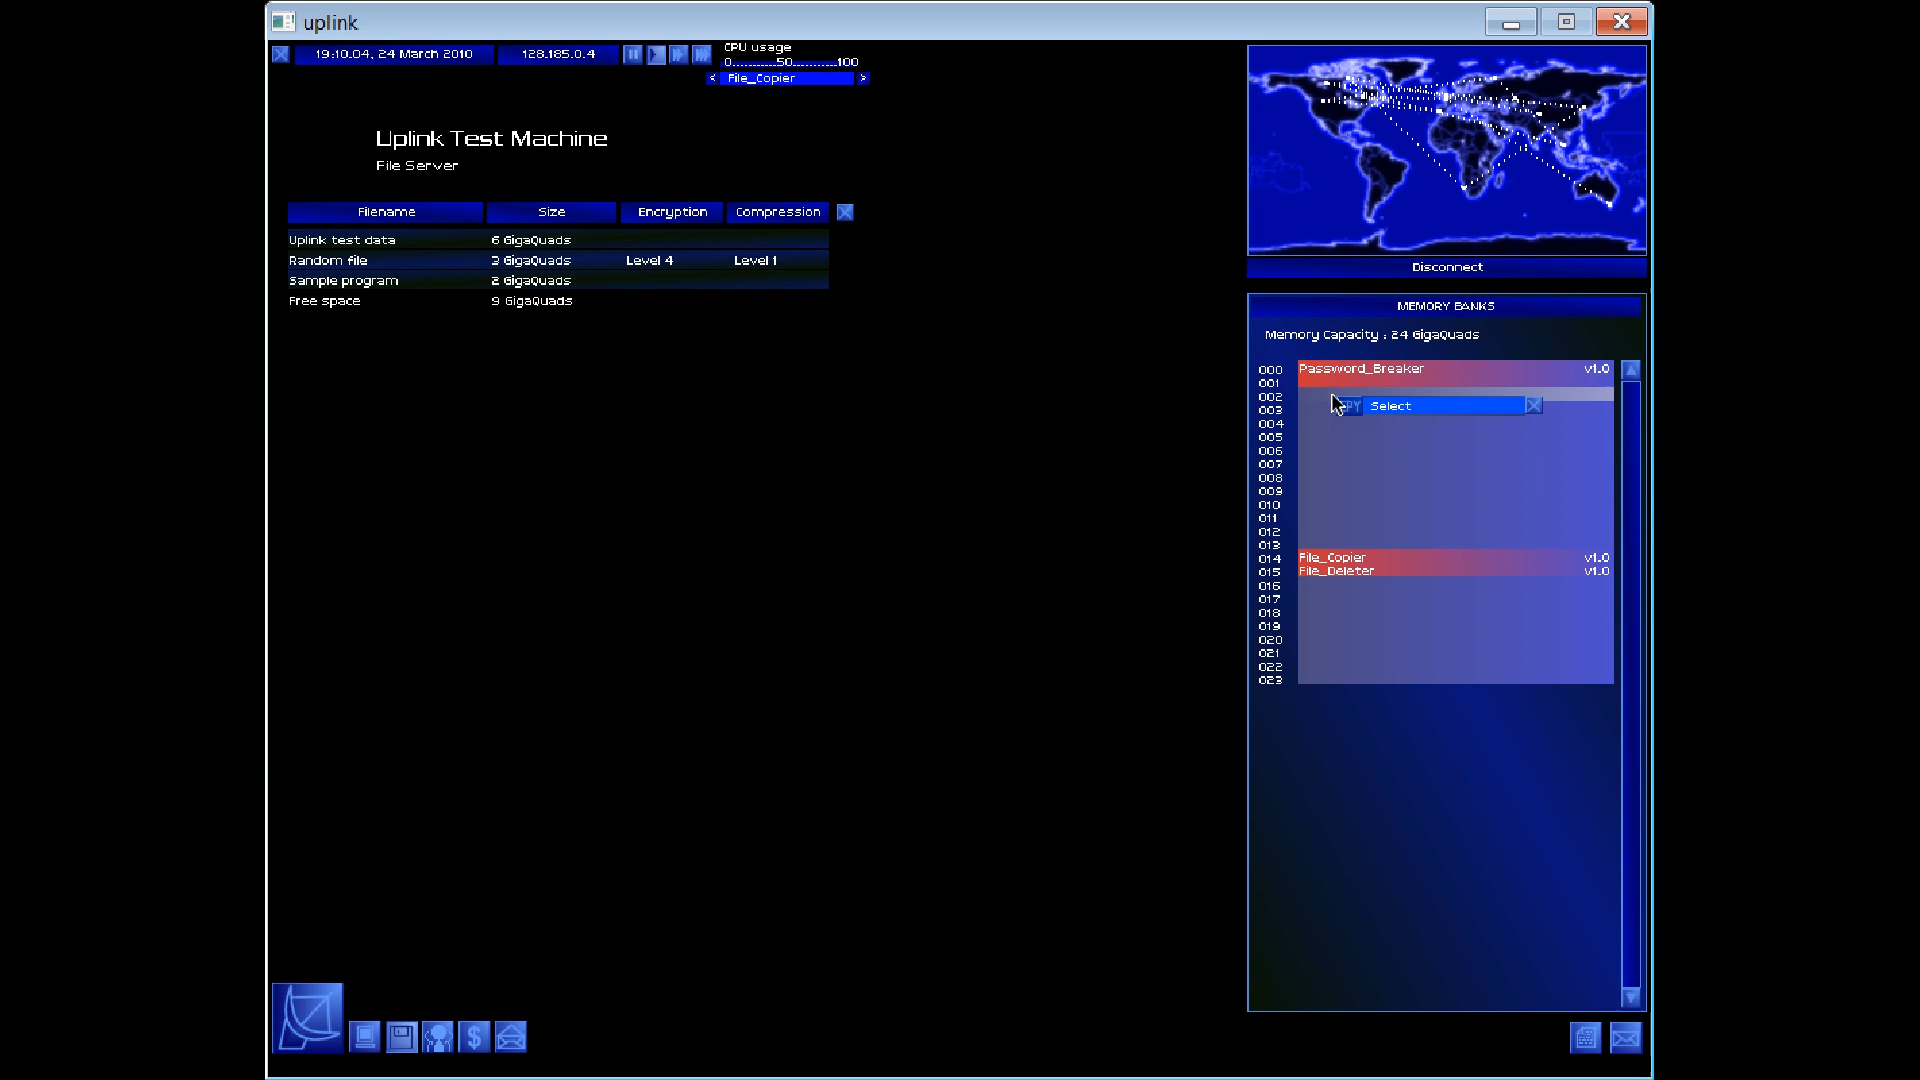 uplink
19:10.04, 24 March 2010
128.185.0.4
CPU usage
0...........50...........100
< File_Copier >
Uplink Test Machine
File Server
Filename Size Encryption Compression
Uplink test data 6 GigaQuads
Random file 3 GigaQuads Level 4 Level 1
Sample program 2 GigaQuads
Free space 9 GigaQuads
Disconnect
MEMORY BANKS
Memory Capacity : 24 GigaQuads
000 Password_Breaker v1.0
001
002
Select
003
004
005
006
007
008
009
010
011
012
013
014 File_Copier v1.0
015 File_Deleter v1.0
016
017
018
019
020
021
022
023
$